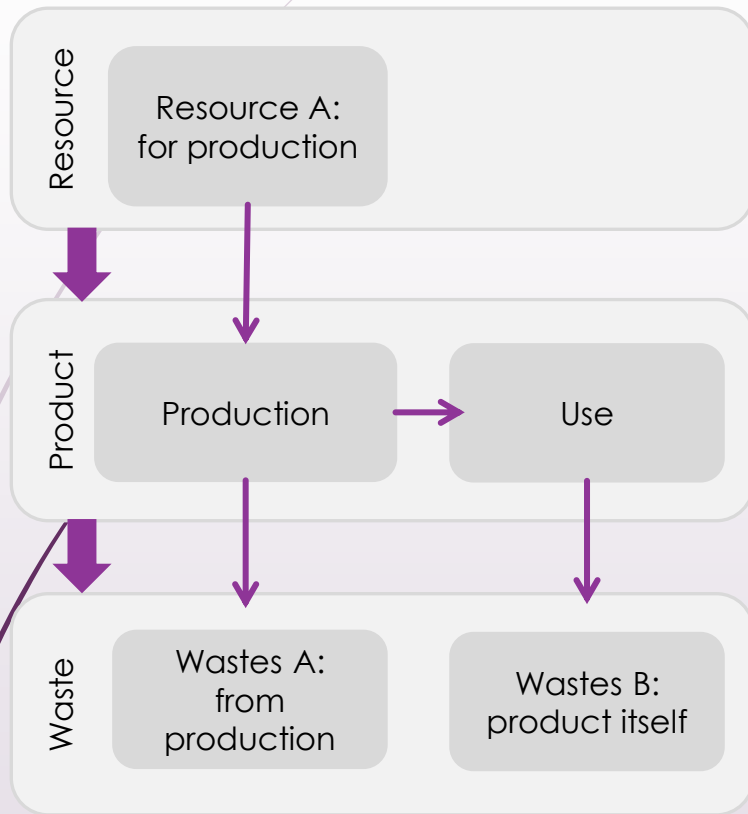 Resource
Resource A:
for production
Product
Production
Use
Waste
Wastes A:
from
production
Wastes B:
product itself